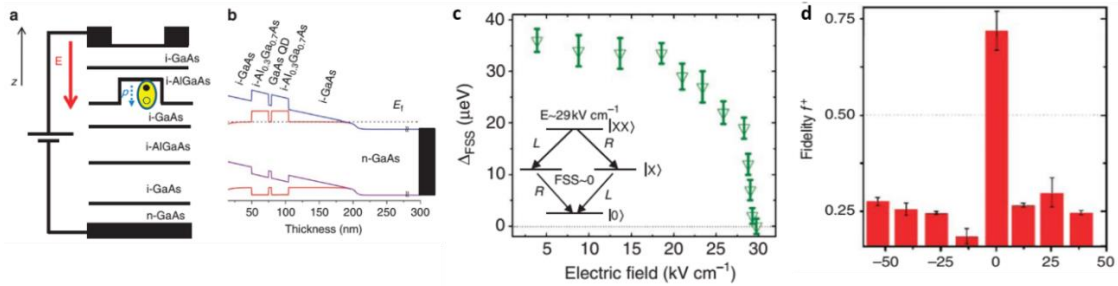 a
z
E
p
i-GaAs
i-AlGaAs
i-GaAs
i-AlGaAs
i-GaAs
n-GaAs
b
i-GaAs
i-Al0.3Ga0.7As
GaAs QD
i-Al0.3Ga0.7As
i-GaAs
Ef
n-GaAs
50 100 150 200 300
Thickness (nm)
c
40
30
20
10
0
ΔFSS (μeV)
E~29kV cm⁻¹
|XX⟩
L R
FSS~0 |X⟩
R L
|0⟩
5 10 15 20 25 30
Electric field (kV cm⁻¹)
d
0.75
0.50
0.25
Fidelity f⁺
−50 −25 0 25 50